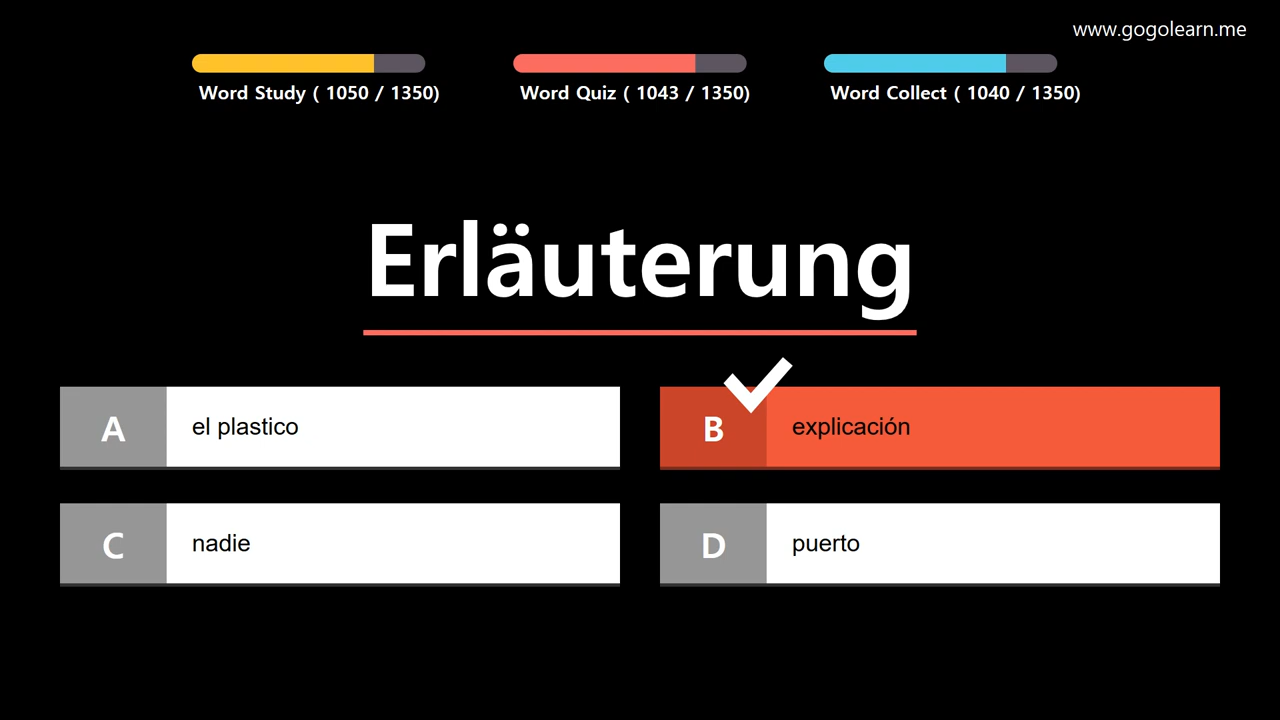 www.gogolearn.me
Word Study ( 1050 / 1350)
Word Quiz ( 1043 / 1350)
Word Collect ( 1040 / 1350)
Erläuterung
A
el plastico
B
explicación
C
nadie
D
puerto